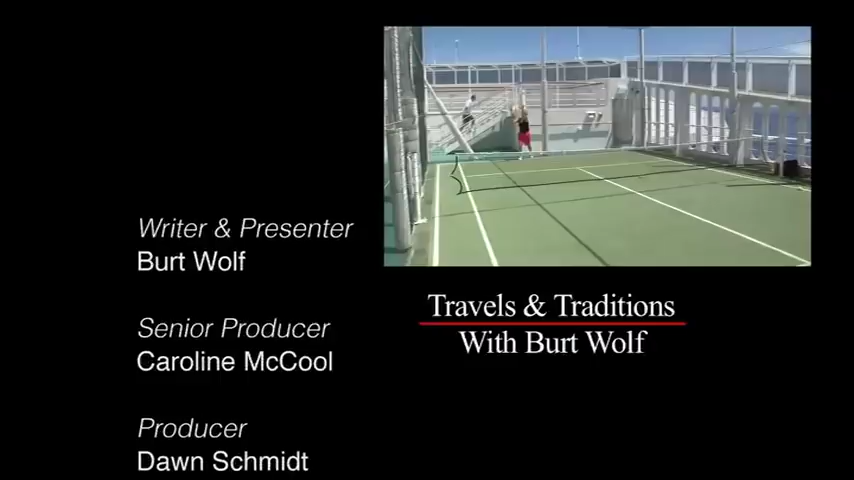 Writer & Presenter
Burt Wolf
Senior Producer
Caroline McCool
Producer
Dawn Schmidt
Travels & Traditions
With Burt Wolf